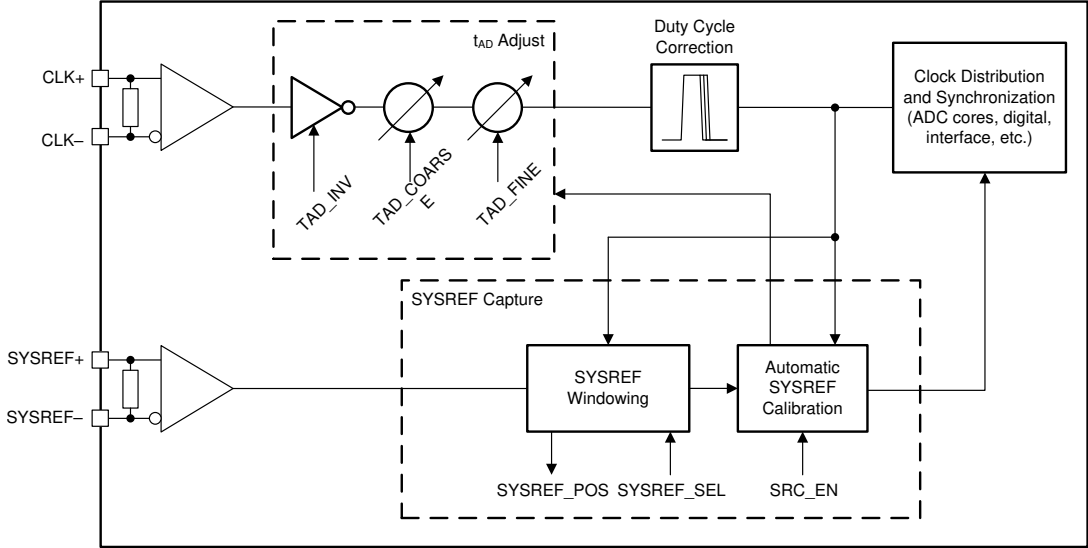 CLK+
CLK–
tAD Adjust
TAD_INV
TAD_COARS
E
TAD_FINE
Duty Cycle
Correction
Clock Distribution
and Synchronization
(ADC cores, digital,
interface, etc.)
SYSREF Capture
SYSREF+
SYSREF–
SYSREF
Windowing
Automatic
SYSREF
Calibration
SYSREF_POS
SYSREF_SEL
SRC_EN